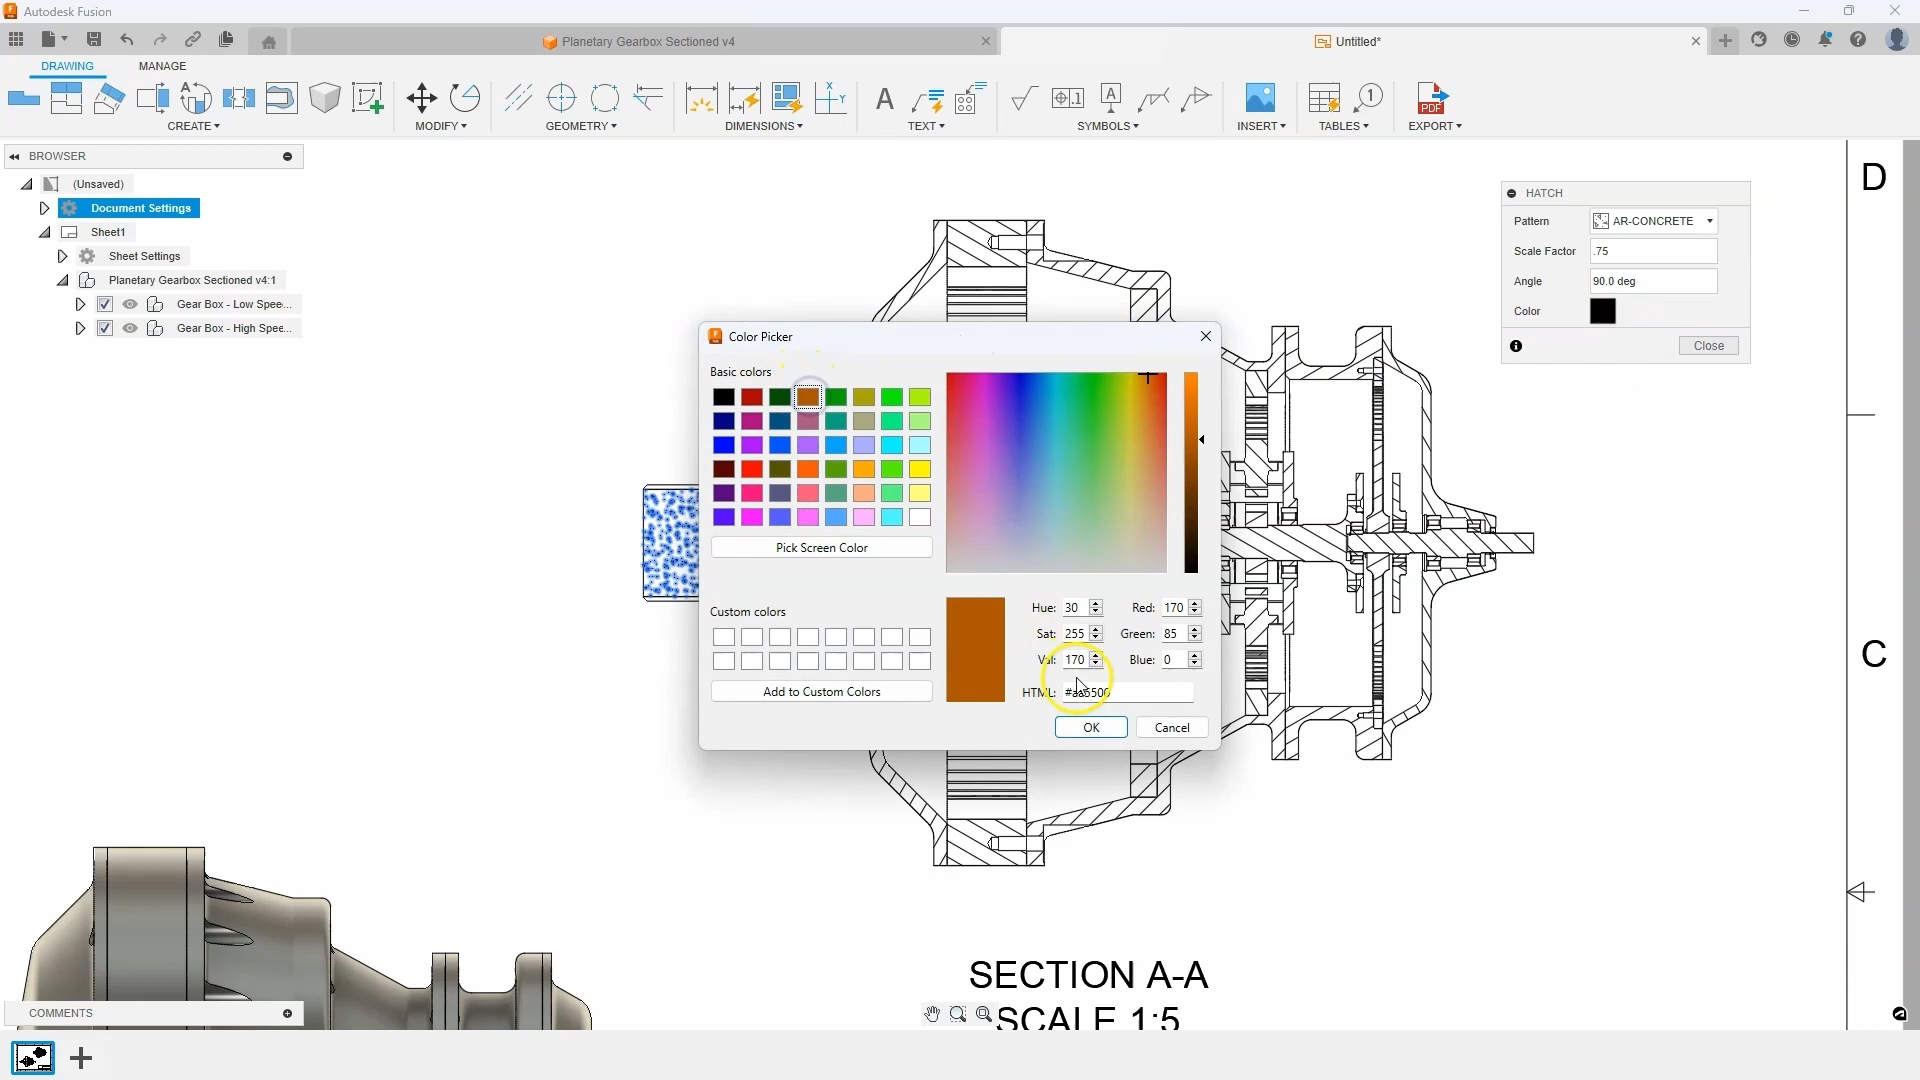 Autodesk Fusion
Planetary Gearbox Sectioned v4
Untitled*
DRAWING
MANAGE
CREATE
MODIFY
GEOMETRY
DIMENSIONS
TEXT
SYMBOLS
INSERT
TABLES
EXPORT
BROWSER
(Unsaved)
Document Settings
Sheet1
Sheet Settings
Planetary Gearbox Sectioned v4:1
Gear Box - Low Spee...
Gear Box - High Spee...
HATCH
Pattern AR-CONCRETE
Scale Factor .75
Angle 90.0 deg
Color
Close
Color Picker
Basic colors
Pick Screen Color
Custom colors
Add to Custom Colors
Hue: 30 Red: 170
Sat: 255 Green: 85
Val: 170 Blue: 0
HTML: #aa5500
OK Cancel
D
C
SECTION A-A
SCALE 1:5
COMMENTS